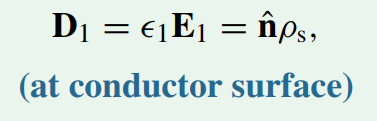 D₁ = ϵ₁E₁ = n̂ρₛ,
(at conductor surface)